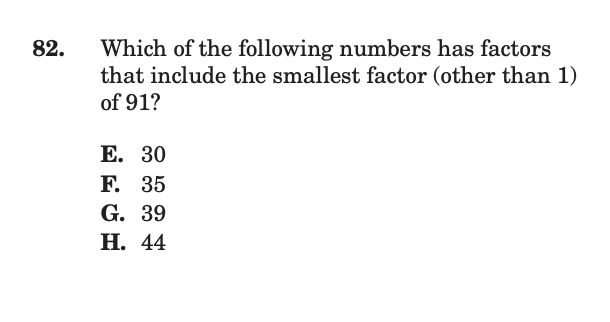 82. Which of the following numbers has factors
that include the smallest factor (other than 1)
of 91?
E. 30
F. 35
G. 39
H. 44